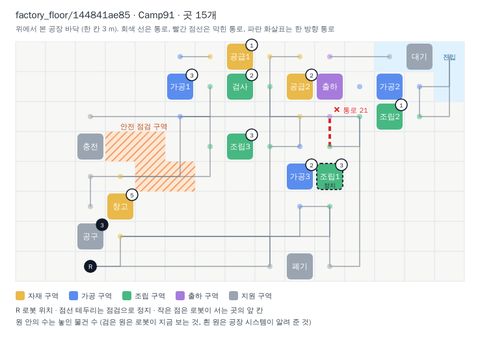 factory_floor/144841ae85 · Camp91 · 곳 15개
위에서 본 공장 바닥 (한 칸 3 m). 회색 선은 통로, 빨간 점선은 막힌 통로, 파란 화살표는 한 방향 통로
공급1 1
대기
진입
가공3 3
검사 2
공급2 2
출하
가공2
조립2 1
✕ 통로 21
안전 점검 구역
충전
조립3 3
가공3 2
조립1 3
정지
창고 5
공구 3
R
폐기
자재 구역
가공 구역
조립 구역
출하 구역
지원 구역
R 로봇 위치 · 점선 테두리는 점검으로 정지 · 작은 점은 로봇이 서는 곳의 앞 칸
원 안의 수는 놓인 물건 수 (검은 원은 로봇이 지금 보는 것, 흰 원은 공장 시스템이 알려 준 것)